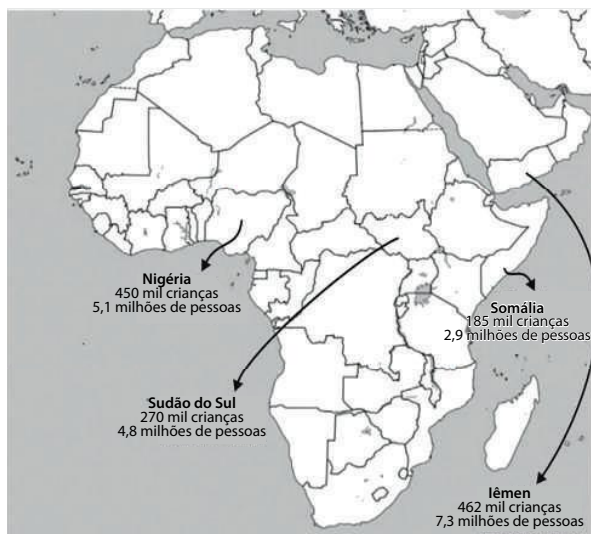 Nigéria
450 mil crianças
5,1 milhões de pessoas
Somália
185 mil crianças
2,9 milhões de pessoas
Sudão do Sul
270 mil crianças
4,8 milhões de pessoas
Iêmen
462 mil crianças
7,3 milhões de pessoas